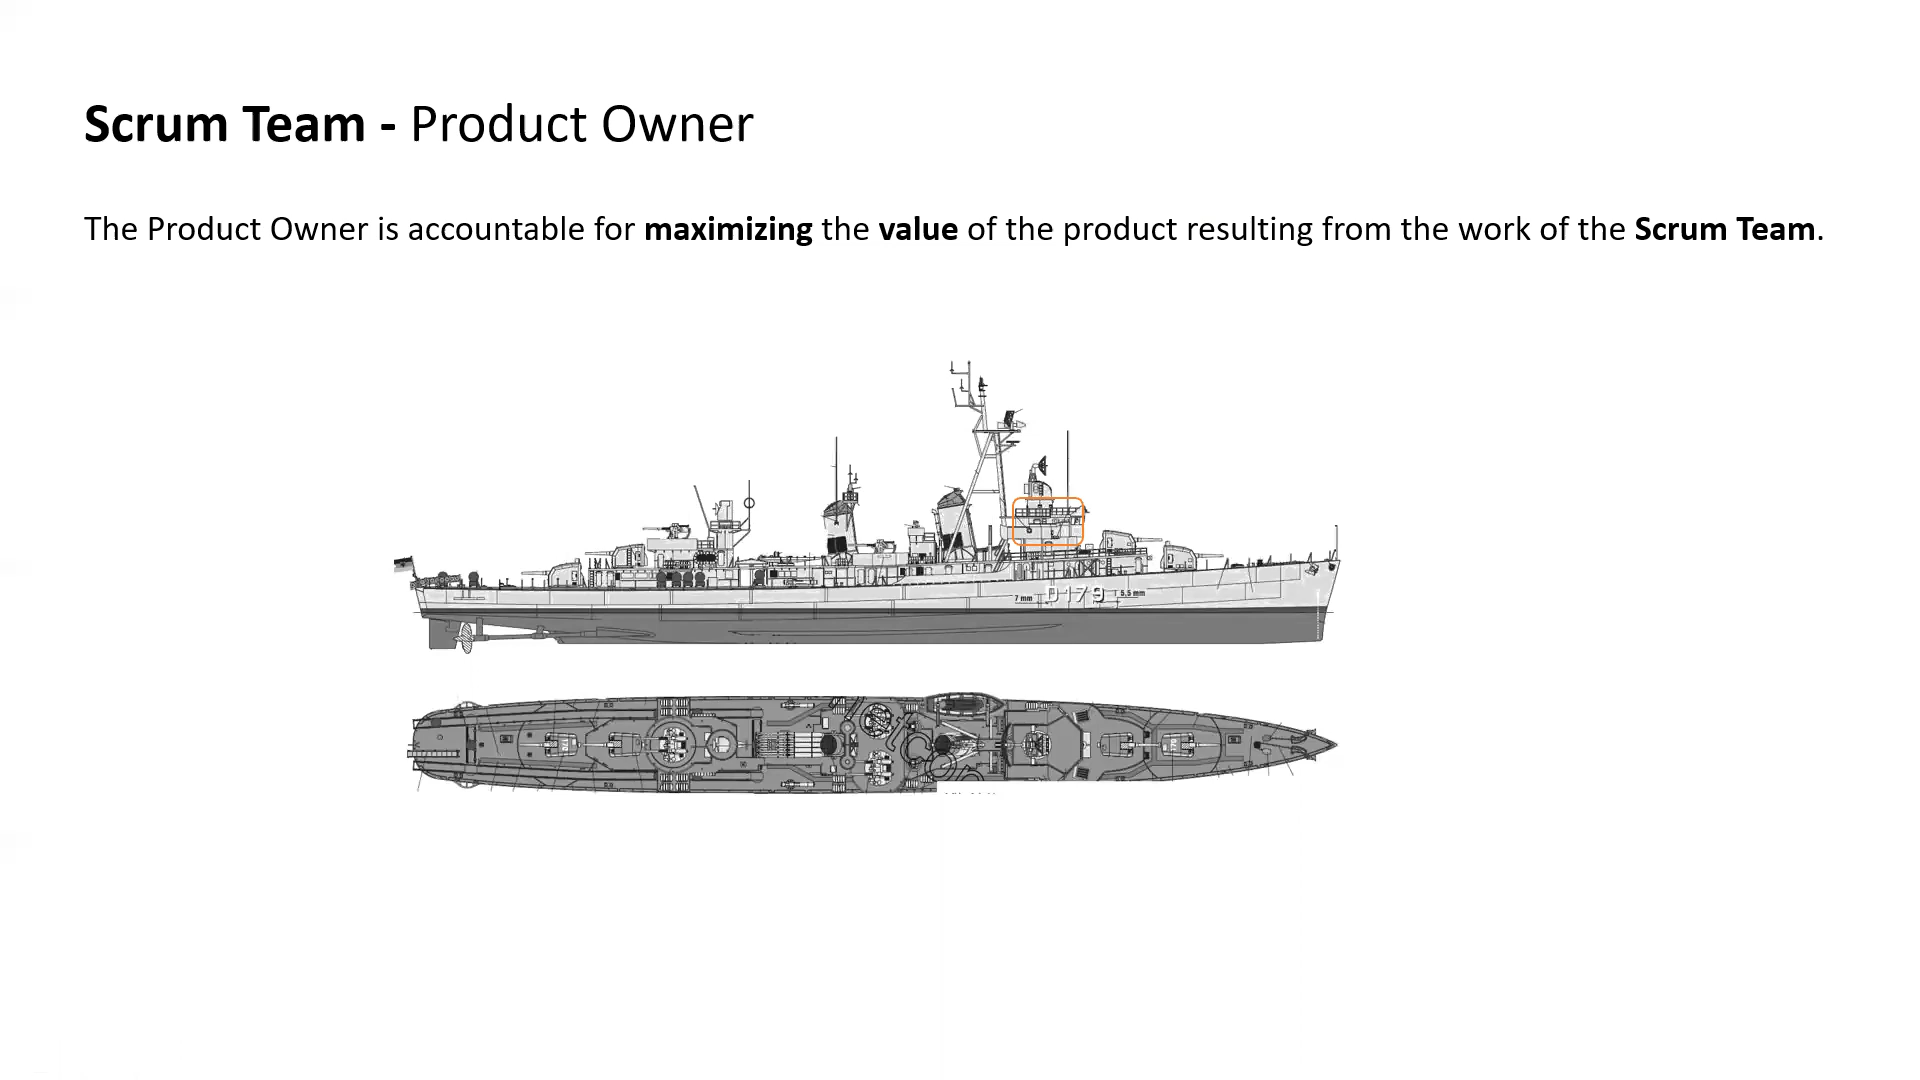 Scrum Team - Product Owner
The Product Owner is accountable for maximizing the value of the product resulting from the work of the Scrum Team.
7 mm D179 5,5 mm